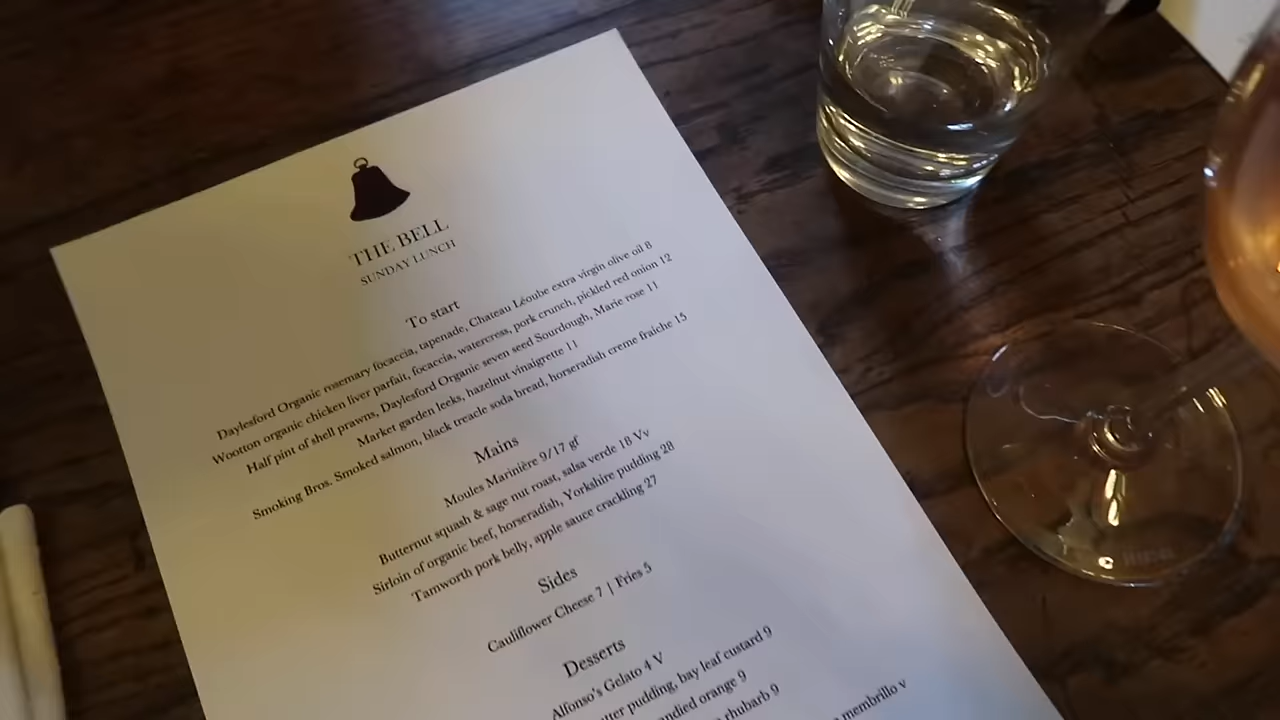 THE BELL
SUNDAY LUNCH
To start
Daylesford Organic rosemary focaccia, tapenade, Chateau Léoube extra virgin olive oil 8
Wootton organic chicken liver parfait, focaccia, watercress, pork crunch, pickled red onion 12
Half pint of shell prawns, Daylesford Organic seven seed Sourdough, Marie rose 11
Market garden leeks, hazelnut vinaigrette 11
Smoking Bros. Smoked salmon, black treacle soda bread, horseradish creme fraiche 15
Mains
Moules Marinière 9/17 gf
Butternut squash & sage nut roast, salsa verde 18 Vv
Sirloin of organic beef, horseradish, Yorkshire pudding 28
Tamworth pork belly, apple sauce crackling 27
Sides
Cauliflower Cheese 7 | Fries 5
Desserts
Alfonso's Gelato 4 V
pudding, bay leaf custard 9
orange 9
rhubarb 9
membrillo v